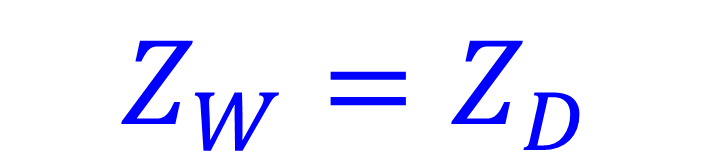 Z_W = Z_D